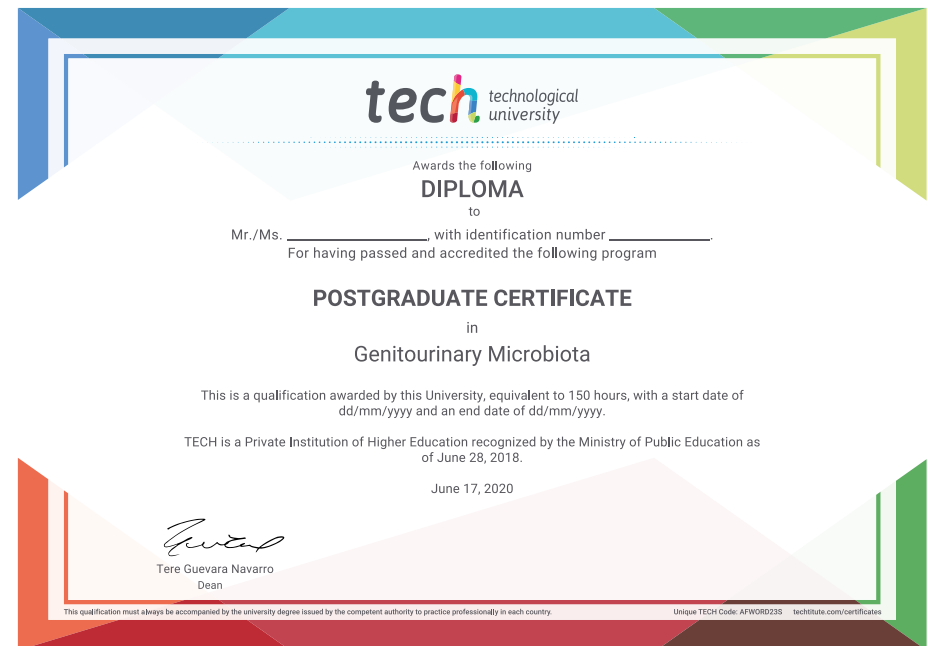 tech technological
university
Awards the following
DIPLOMA
to
Mr./Ms. ________________, with identification number ____________.
For having passed and accredited the following program
POSTGRADUATE CERTIFICATE
in
Genitourinary Microbiota
This is a qualification awarded by this University, equivalent to 150 hours, with a start date of
dd/mm/yyyy and an end date of dd/mm/yyyy.
TECH is a Private Institution of Higher Education recognized by the Ministry of Public Education as
of June 28, 2018.
June 17, 2020
Tere Guevara Navarro
Dean
This qualification must always be accompanied by the university degree issued by the competent authority to practice professionally in each country. Unique TECH Code: AFWORD23S techtitute.com/certificates